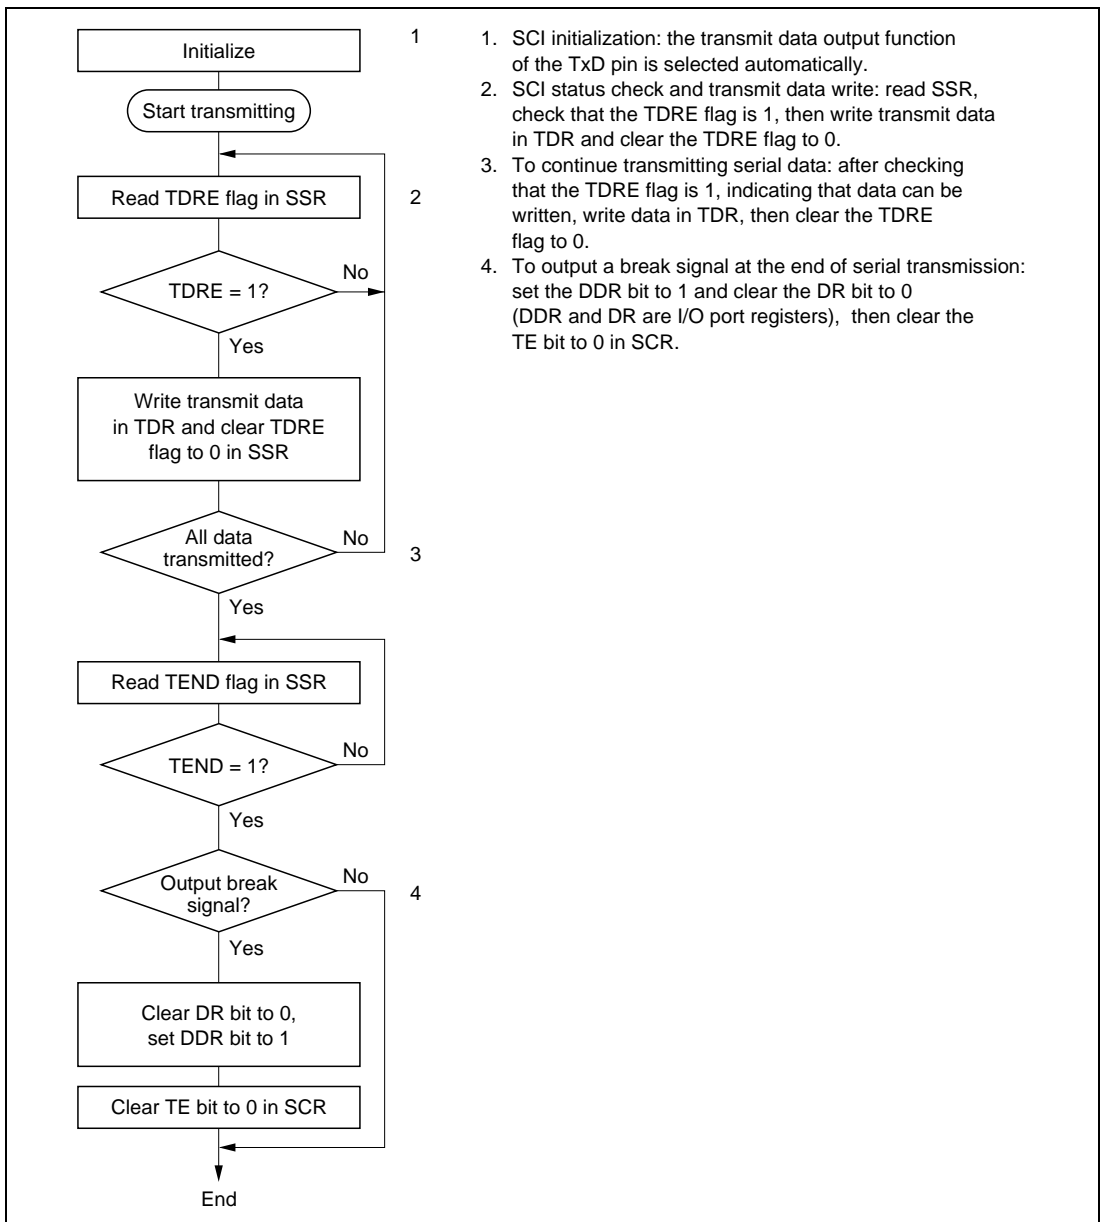 Initialize
1
Start transmitting
Read TDRE flag in SSR
2
TDRE = 1?
No
Yes
Write transmit data
in TDR and clear TDRE
flag to 0 in SSR
All data
transmitted?
No
3
Yes
Read TEND flag in SSR
TEND = 1?
No
Yes
Output break
signal?
No
4
Yes
Clear DR bit to 0,
set DDR bit to 1
Clear TE bit to 0 in SCR
End
1. SCI initialization: the transmit data output function
of the TxD pin is selected automatically.
2. SCI status check and transmit data write: read SSR,
check that the TDRE flag is 1, then write transmit data
in TDR and clear the TDRE flag to 0.
3. To continue transmitting serial data: after checking
that the TDRE flag is 1, indicating that data can be
written, write data in TDR, then clear the TDRE
flag to 0.
4. To output a break signal at the end of serial transmission:
set the DDR bit to 1 and clear the DR bit to 0
(DDR and DR are I/O port registers), then clear the
TE bit to 0 in SCR.